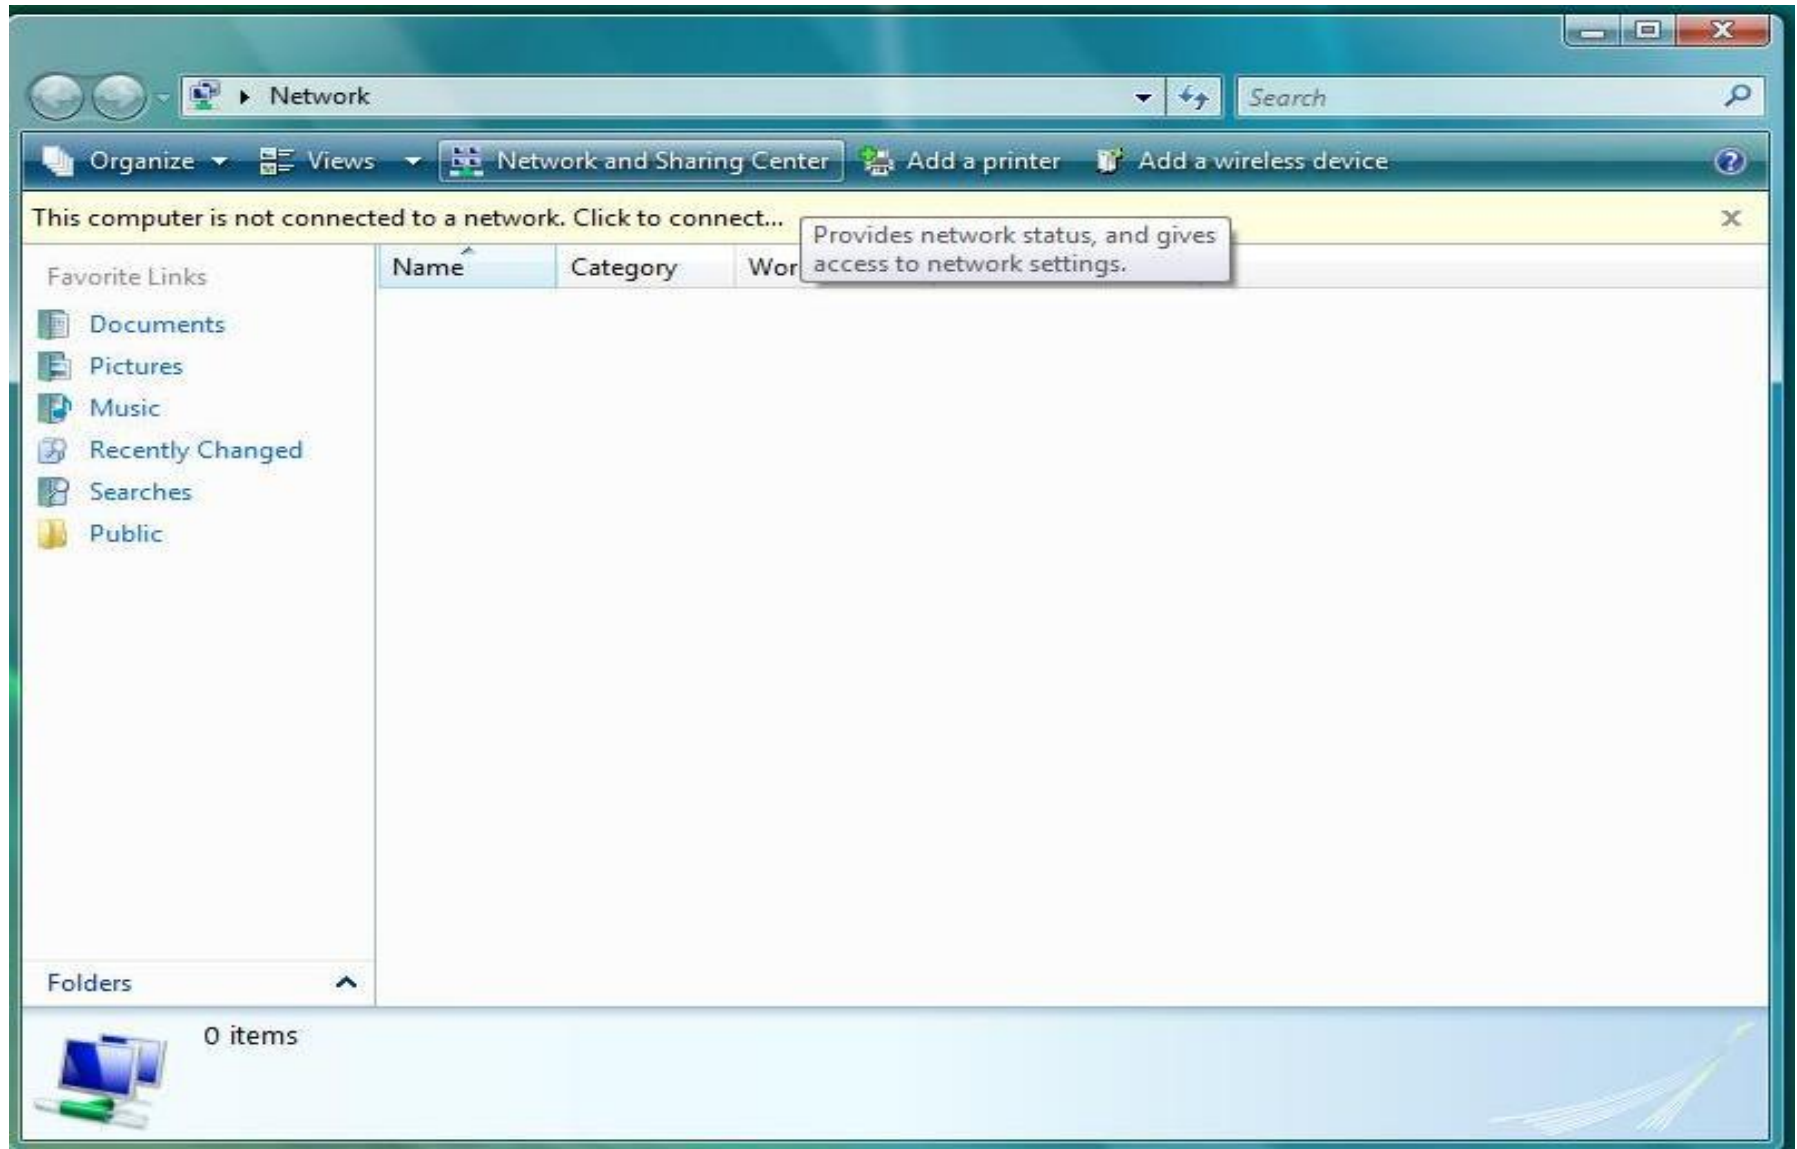 Network
Search
Organize Views Network and Sharing Center Add a printer Add a wireless device
This computer is not connected to a network. Click to connect...
Provides network status, and gives
access to network settings.
Favorite Links
Name Category
Documents
Pictures
Music
Recently Changed
Searches
Public
Folders
0 items